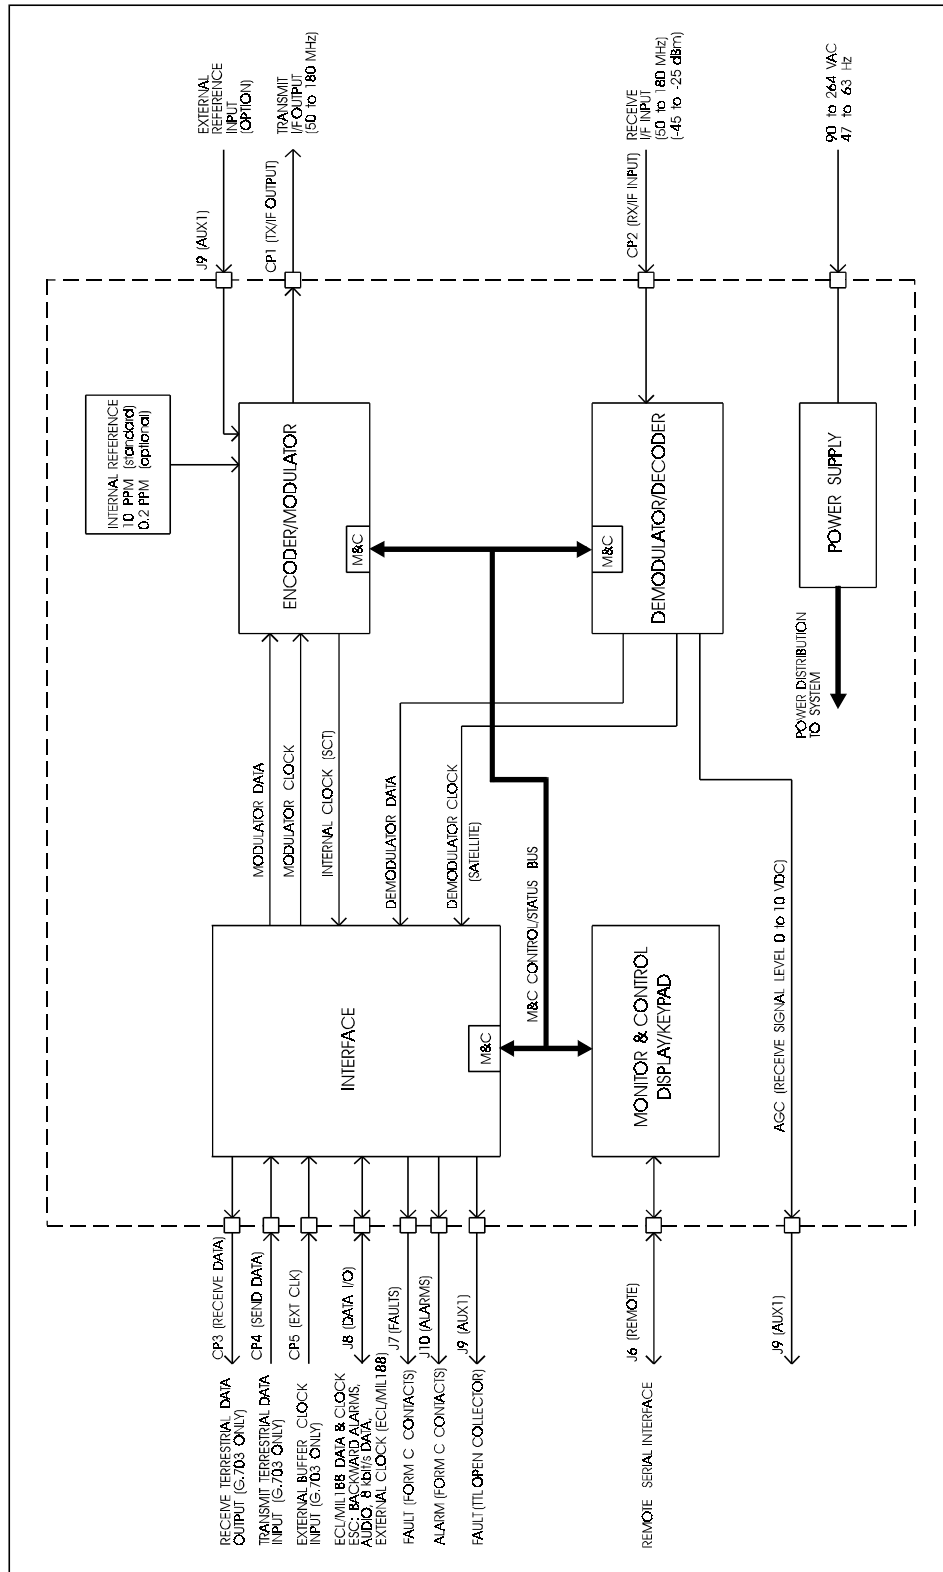 EXTERNAL
REFERENCE
INPUT
(OPTION)
TRANSMIT
I/F OUTPUT
(50 to 180 MHz)
RECEIVE
I/F INPUT
(50 to 180 MHz)
(-45 to -25 dBm)
90 to 264 VAC
47 to 63 Hz
J9 (AUX1)
CP1 (TX/IF OUTPUT)
CP2 (RX/IF INPUT)
INTERNAL REFERENCE
10 PPM (standard)
0.2 PPM (optional)
ENCODER/MODULATOR
M&C
DEMODULATOR/DECODER
M&C
POWER SUPPLY
POWER DISTRIBUTION
TO SYSTEM
MODULATOR DATA
MODULATOR CLOCK
INTERNAL CLOCK (SCT)
DEMODULATOR DATA
DEMODULATOR CLOCK
(SATELLITE)
M&C CONTROL/STATUS BUS
AGC (RECEIVE SIGNAL LEVEL 0 to 10 VDC)
INTERFACE
M&C
MONITOR & CONTROL
DISPLAY/KEYPAD
CP3 (RECEIVE DATA)
CP4 (SEND DATA)
CP5 (EXT CLK)
J8 (DATA I/O)
J7 (FAULTS)
J10 (ALARMS)
J9 (AUX1)
J6 (REMOTE)
J9 (AUX1)
RECEIVE TERRESTRIAL DATA
OUTPUT (G.703 ONLY)
TRANSMIT TERRESTRIAL DATA
INPUT (G.703 ONLY)
EXTERNAL BUFFER CLOCK
INPUT (G.703 ONLY)
ECL/MIL188 DATA & CLOCK
ESC: BACKWARD ALARMS,
AUDIO, 8 kbit/s DATA,
EXTERNAL CLOCK (ECL/MIL188)
FAULT (FORM C CONTACTS)
ALARM (FORM C CONTACTS)
FAULT (TTL OPEN COLLECTOR)
REMOTE SERIAL INTERFACE